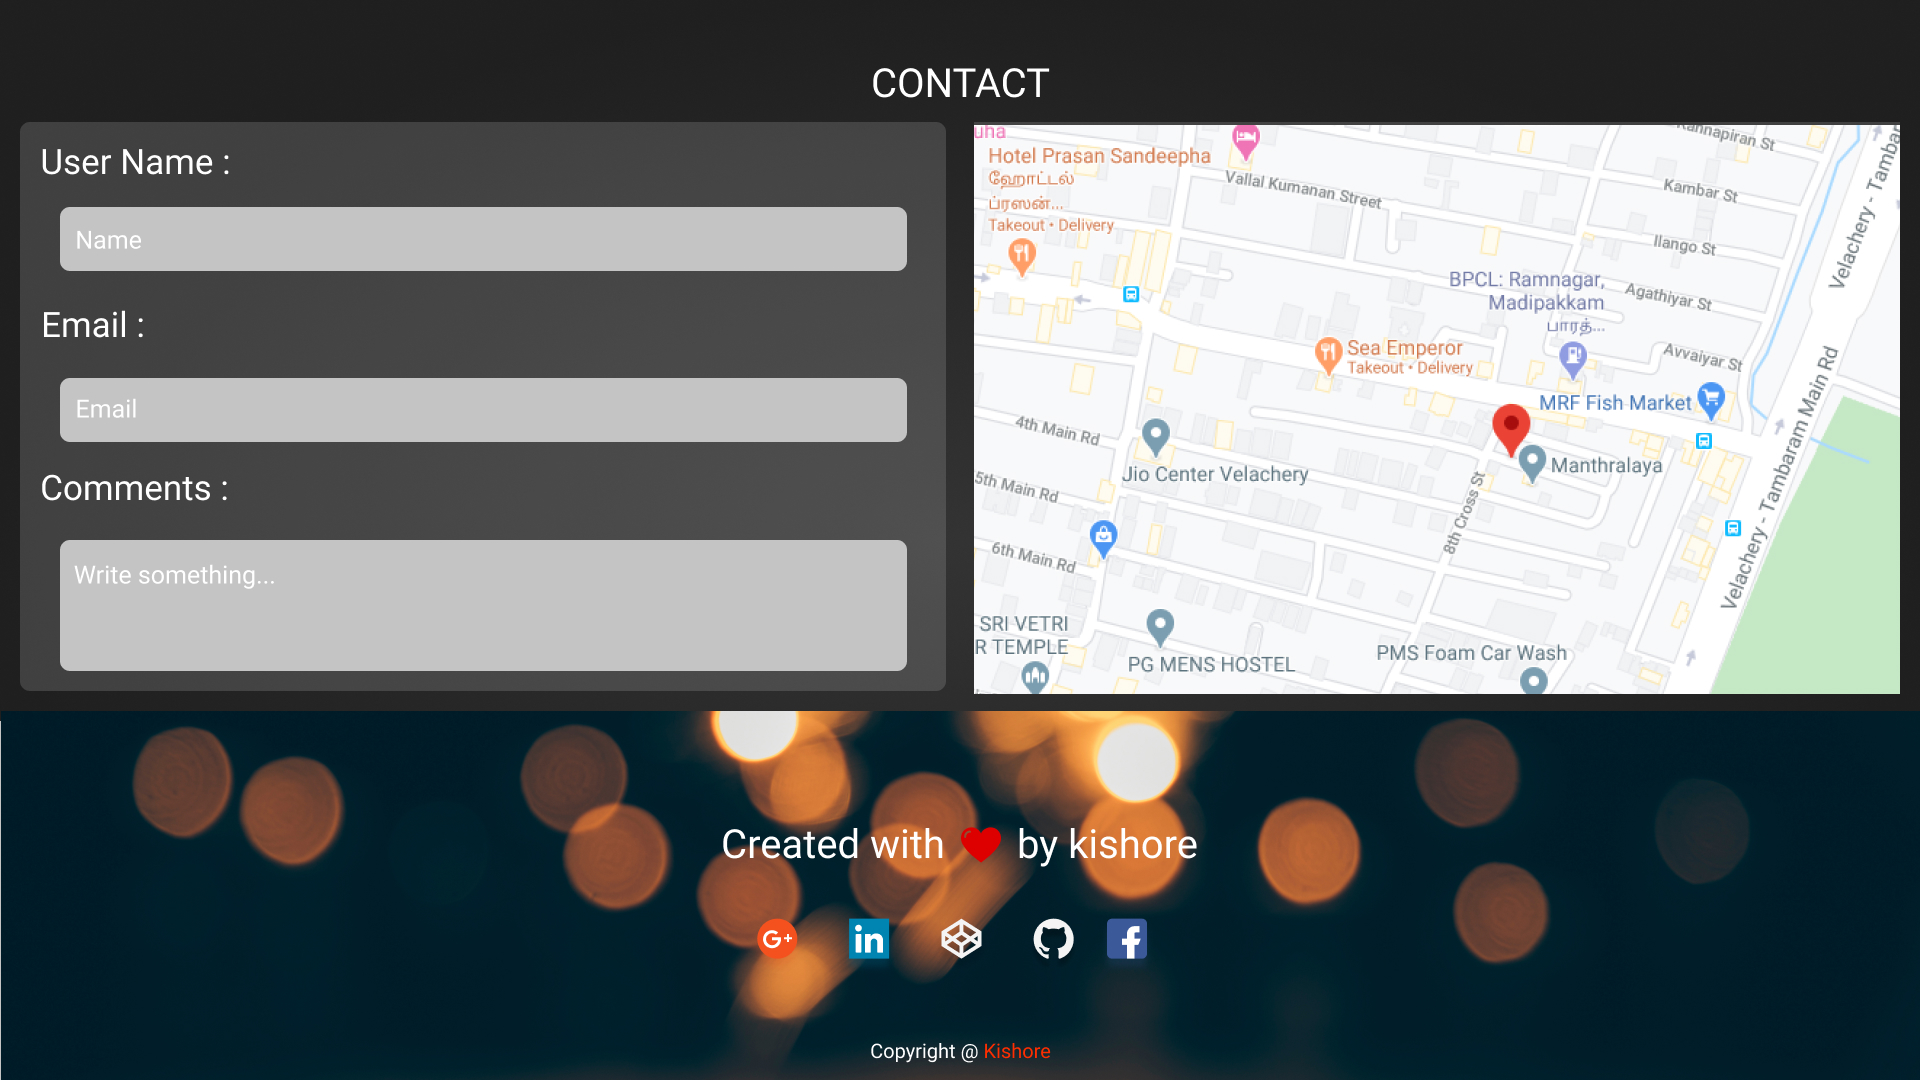 CONTACT
User Name :
Name
Email :
Email
Comments :
Write something...
uha
Hotel Prasan Sandeepha
ஹோட்டல்
ப்ரஸன்...
Takeout • Delivery
Vallal Kumanan Street
Kannapiran St
Kambar St
Ilango St
Velachery - Tambar
BPCL: Ramnagar,
Madipakkam
பாரத்...
Agathiyar St
Sea Emperor
Takeout • Delivery
Avvaiyar St
MRF Fish Market
4th Main Rd
Jio Center Velachery
Manthralaya
5th Main Rd
8th Cross St
Velachery - Tambaram Main Rd
6th Main Rd
SRI VETRI
R TEMPLE
PG MENS HOSTEL
PMS Foam Car Wash
Created with ❤ by kishore
G+
in
f
Copyright @ Kishore